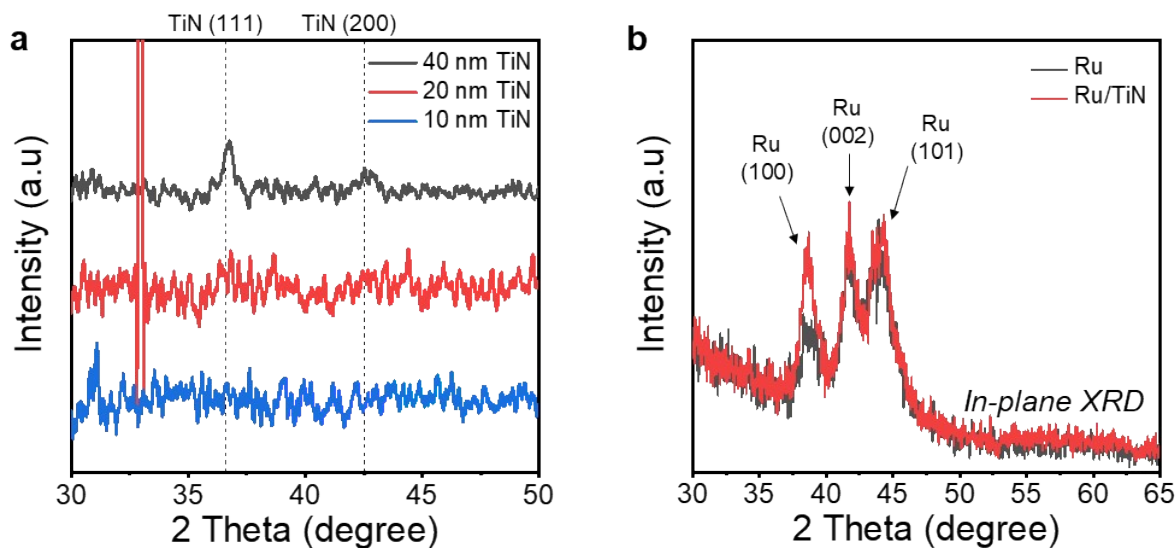 a
TiN (111) TiN (200)
40 nm TiN
20 nm TiN
10 nm TiN
Intensity (a.u)
30 35 40 45 50
2 Theta (degree)
b
Ru
Ru/TiN
Ru
(100)
Ru
(002)
Ru
(101)
In-plane XRD
Intensity (a.u)
30 35 40 45 50 55 60 65
2 Theta (degree)